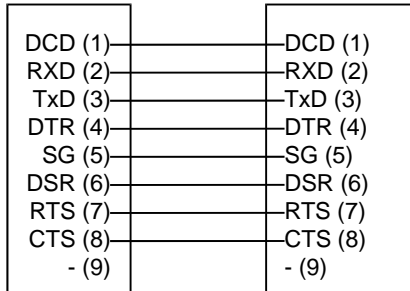 DCD (1) DCD (1)
RXD (2) RXD (2)
TxD (3) TxD (3)
DTR (4) DTR (4)
SG (5) SG (5)
DSR (6) DSR (6)
RTS (7) RTS (7)
CTS (8) CTS (8)
- (9) - (9)